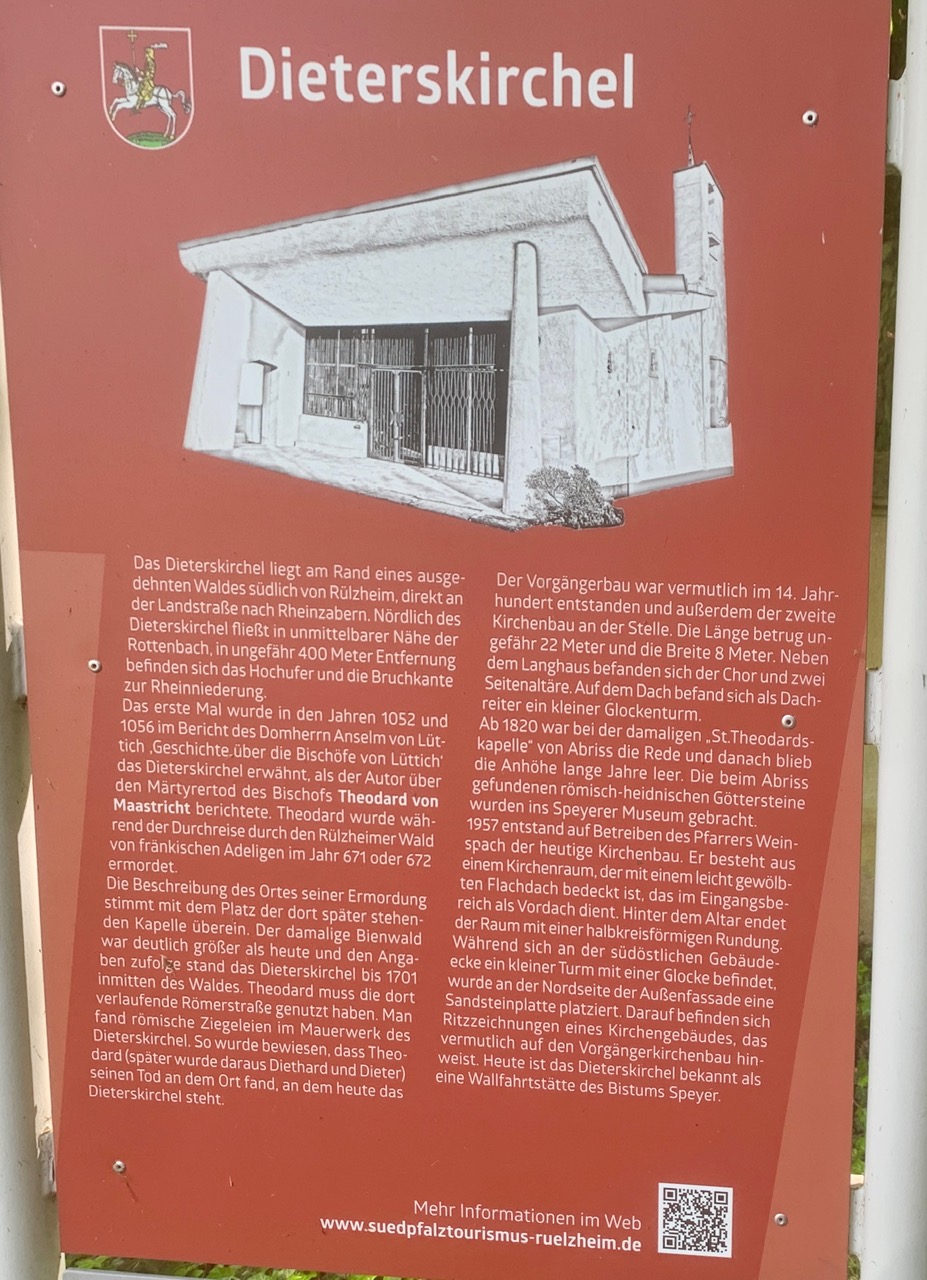 Dieterskirchel
Das Dieterskirchel liegt am Rand eines ausge-
dehnten Waldes südlich von Rülzheim, direkt an
der Landstraße nach Rheinzabern. Nördlich des
Dieterskirchel fließt in unmittelbarer Nähe der
Rottenbach, in ungefähr 400 Meter Entfernung
befinden sich das Hochufer und die Bruchkante
zur Rheinniederung.
Das erste Mal wurde in den Jahren 1052 und
1056 im Bericht des Domherrn Anselm von Lüt-
tich ‚Geschichte über die Bischöfe von Lüttich‘
das Dieterskirchel erwähnt, als der Autor über
den Märtyrertod des Bischofs Theodard von
Maastricht berichtete. Theodard wurde wäh-
rend der Durchreise durch den Rülzheimer Wald
von fränkischen Adeligen im Jahr 671 oder 672
ermordet.
Die Beschreibung des Ortes seiner Ermordung
stimmt mit dem Platz der dort später stehen-
den Kapelle überein. Der damalige Bienwald
war deutlich größer als heute und den Anga-
ben zufolge stand das Dieterskirchel bis 1701
inmitten des Waldes. Theodard muss die dort
verlaufende Römerstraße genutzt haben. Man
fand römische Ziegeleien im Mauerwerk des
Dieterskirchel. So wurde bewiesen, dass Theo-
dard (später wurde daraus Diethard und Dieter)
seinen Tod an dem Ort fand, an dem heute das
Dieterskirchel steht.
Der Vorgängerbau war vermutlich im 14. Jahr-
hundert entstanden und außerdem der zweite
Kirchenbau an der Stelle. Die Länge betrug un-
gefähr 22 Meter und die Breite 8 Meter. Neben
dem Langhaus befanden sich der Chor und zwei
Seitenaltäre. Auf dem Dach befand sich als Dach-
reiter ein kleiner Glockenturm.
Ab 1820 war bei der damaligen „St.Theodards-
kapelle“ von Abriss die Rede und danach blieb
die Anhöhe lange Jahre leer. Die beim Abriss
gefundenen römisch-heidnischen Göttersteine
wurden ins Speyerer Museum gebracht.
1957 entstand auf Betreiben des Pfarrers Wein-
spach der heutige Kirchenbau. Er besteht aus
einem Kirchenraum, der mit einem leicht gewölb-
ten Flachdach bedeckt ist, das im Eingangsbe-
reich als Vordach dient. Hinter dem Altar endet
der Raum mit einer halbkreisförmigen Rundung.
Während sich an der südöstlichen Gebäude-
ecke ein kleiner Turm mit einer Glocke befindet,
wurde an der Nordseite der Außenfassade eine
Sandsteinplatte platziert. Darauf befinden sich
Ritzzeichnungen eines Kirchengebäudes, das
vermutlich auf den Vorgängerkirchenbau hin-
weist. Heute ist das Dieterskirchel bekannt als
eine Wallfahrtstätte des Bistums Speyer.
Mehr Informationen im Web
www.suedpfalztourismus-ruelzheim.de